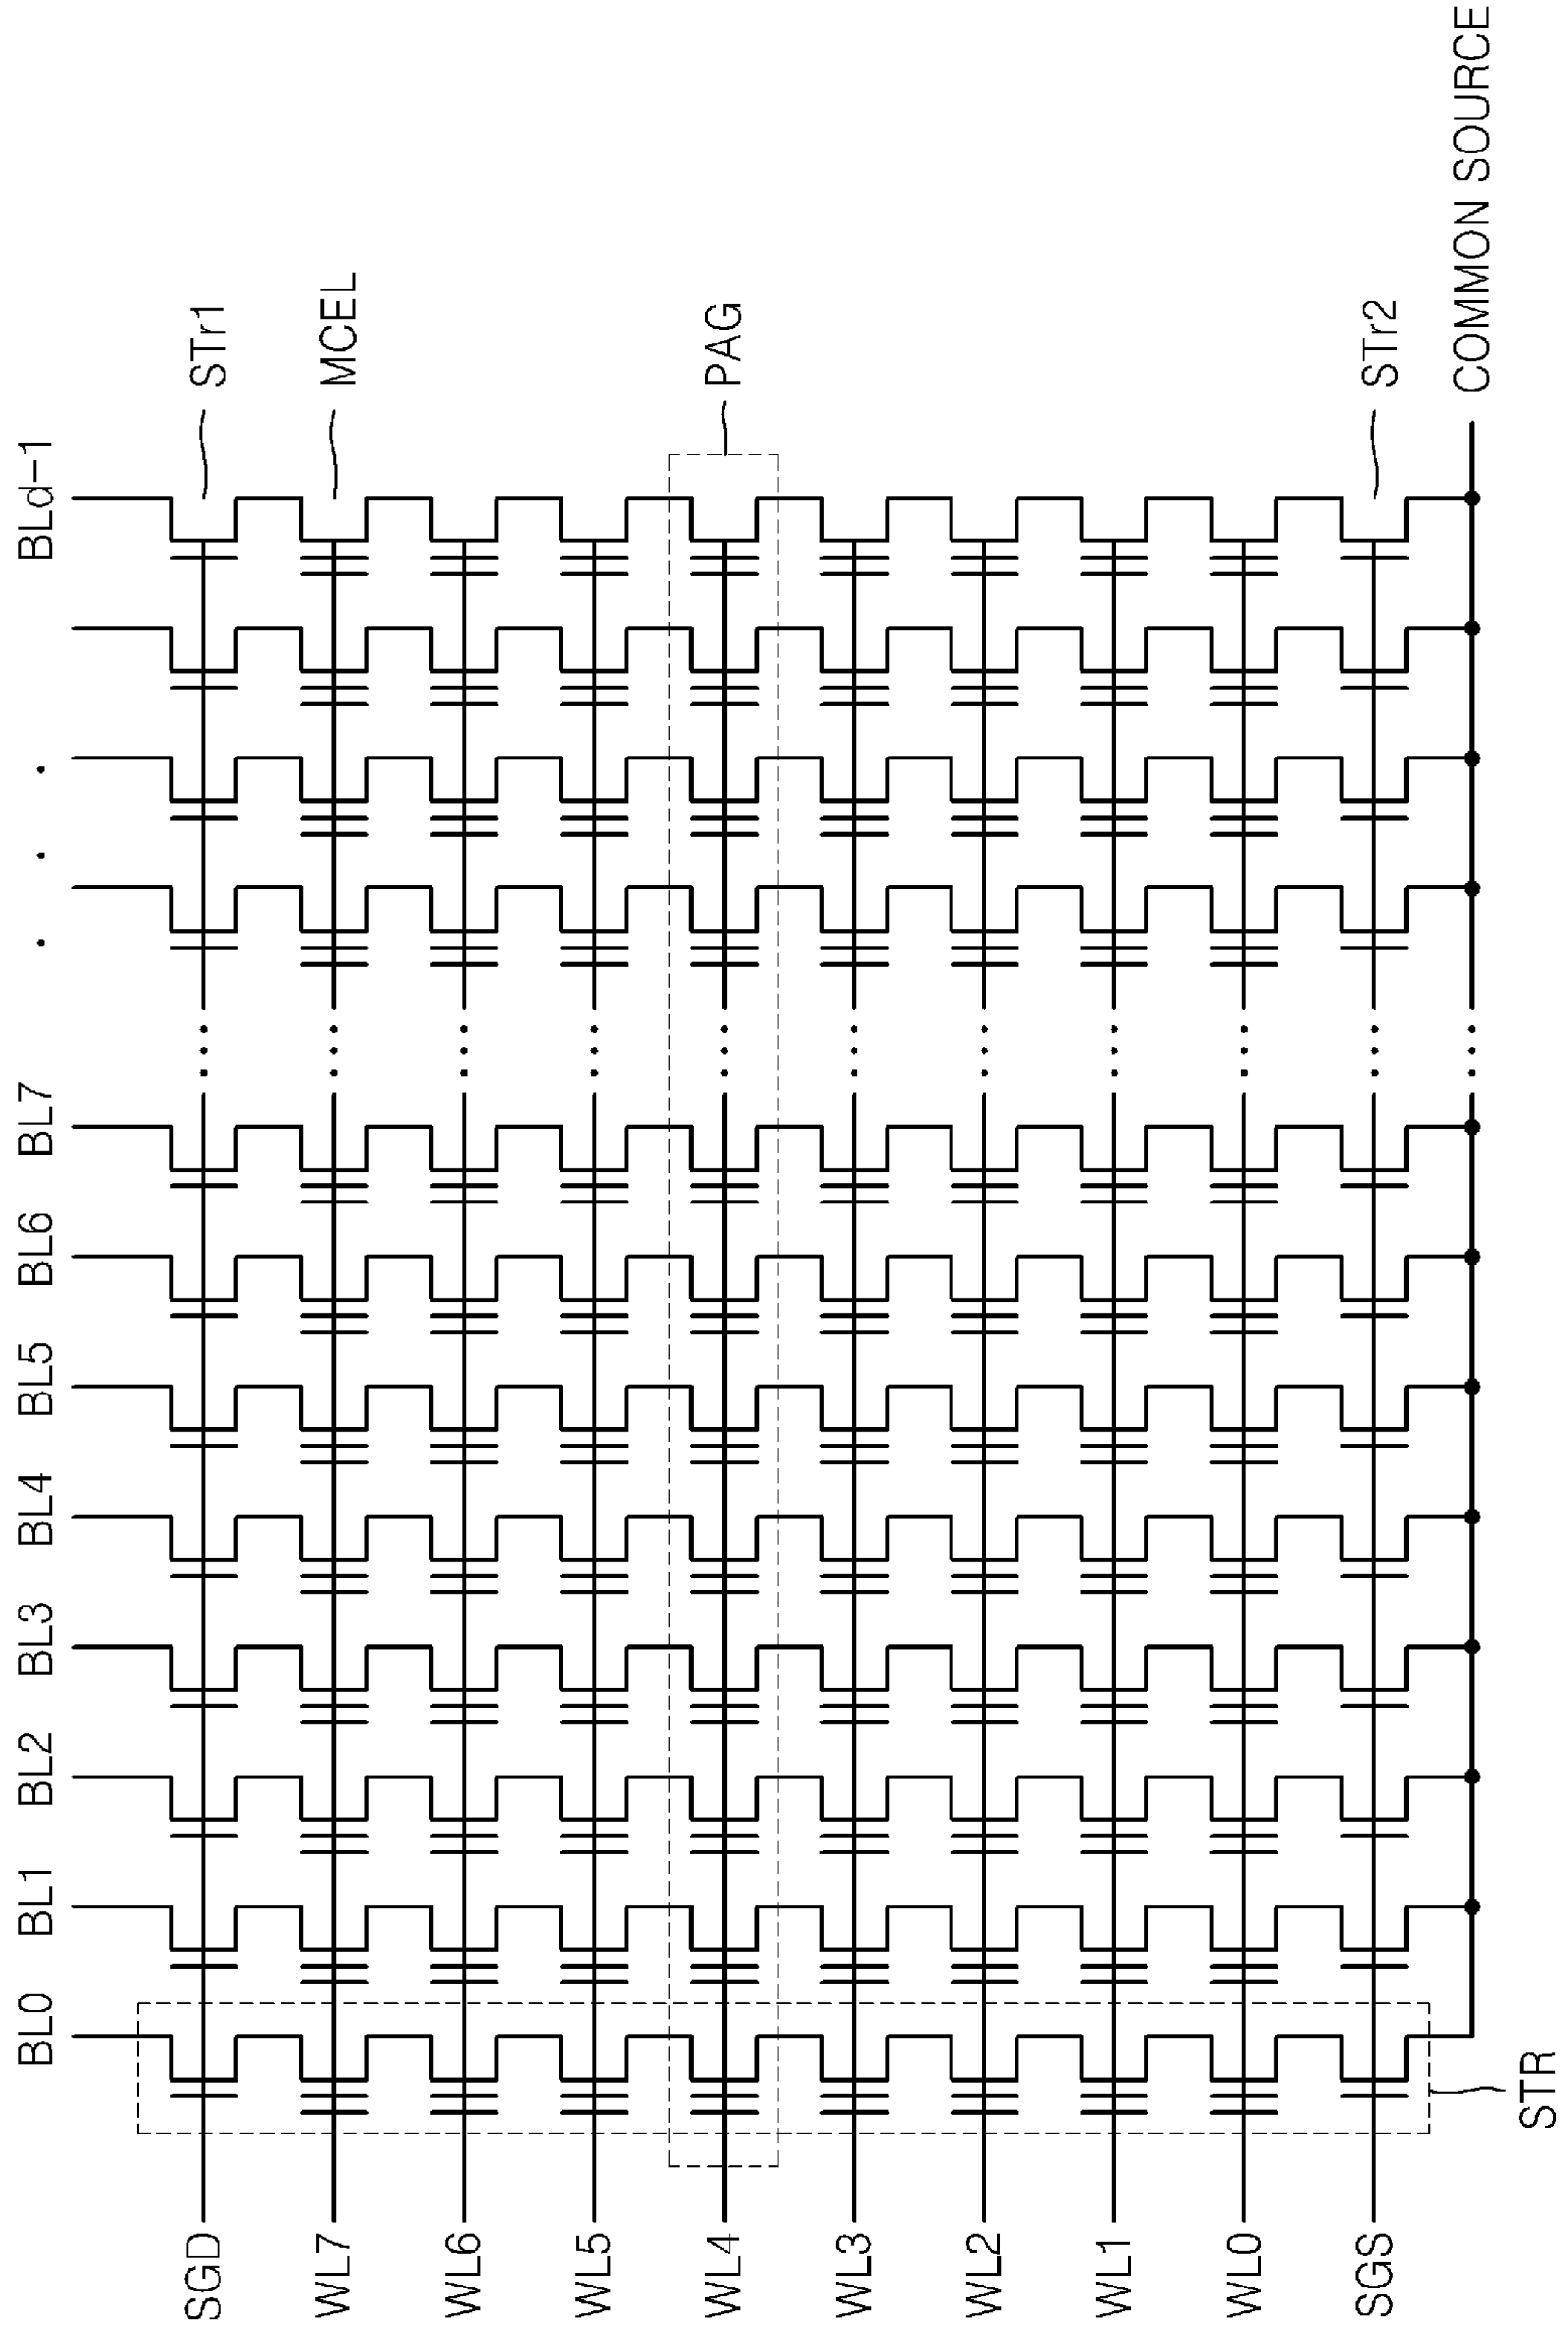 BL0 BL1 BL2 BL3 BL4 BL5 BL6 BL7 . . . BLd-1
SGD
STr1
WL7
MCEL
WL6
WL5
WL4
PAG
WL3
WL2
WL1
WL0
SGS
STr2
COMMON SOURCE
STR